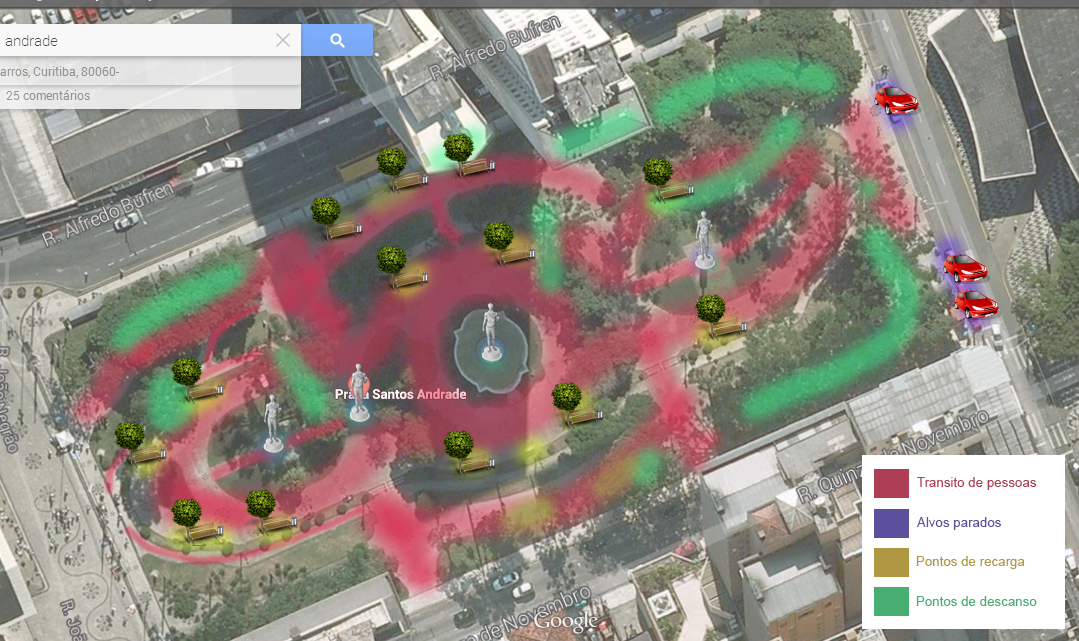 andrade
arros, Curitiba, 80060-
25 comentários
R. Alfredo Bufren
R. Alfredo Bufren
Praça Santos Andrade
R. Quinze de Novembro
Transito de pessoas
Alvos parados
Pontos de recarga
Pontos de descanso
de Novembro
Google